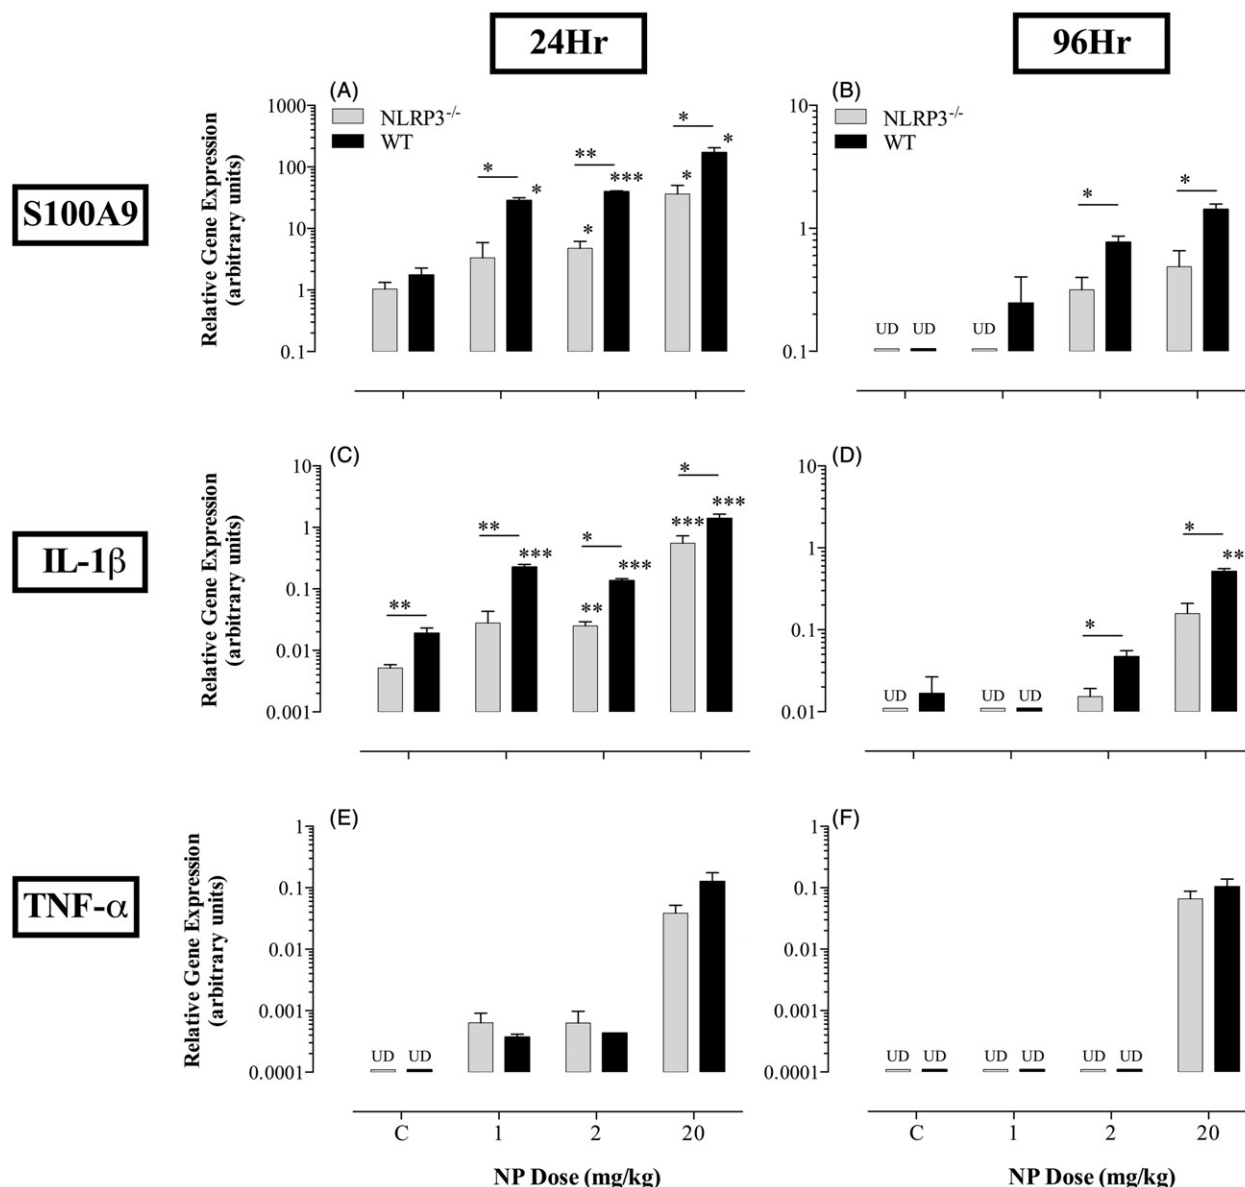 24Hr
96Hr
S100A9
IL-1β
TNF-α
(A)
NLRP3-/-
WT
Relative Gene Expression
(arbitrary units)
1000
100
10
1
0.1
*
*
**
***
*
*
*
*
(B)
NLRP3-/-
WT
10
1
0.1
UD
UD
UD
*
*
(C)
Relative Gene Expression
(arbitrary units)
10
1
0.1
0.01
0.001
**
**
***
*
***
**
*
***
***
(D)
10
1
0.1
0.01
UD
UD
UD
*
*
**
(E)
Relative Gene Expression
(arbitrary units)
1
0.1
0.01
0.001
0.0001
UD
UD
C
1
2
20
NP Dose (mg/kg)
(F)
1
0.1
0.01
0.001
0.0001
UD
UD
UD
UD
UD
UD
C
1
2
20
NP Dose (mg/kg)